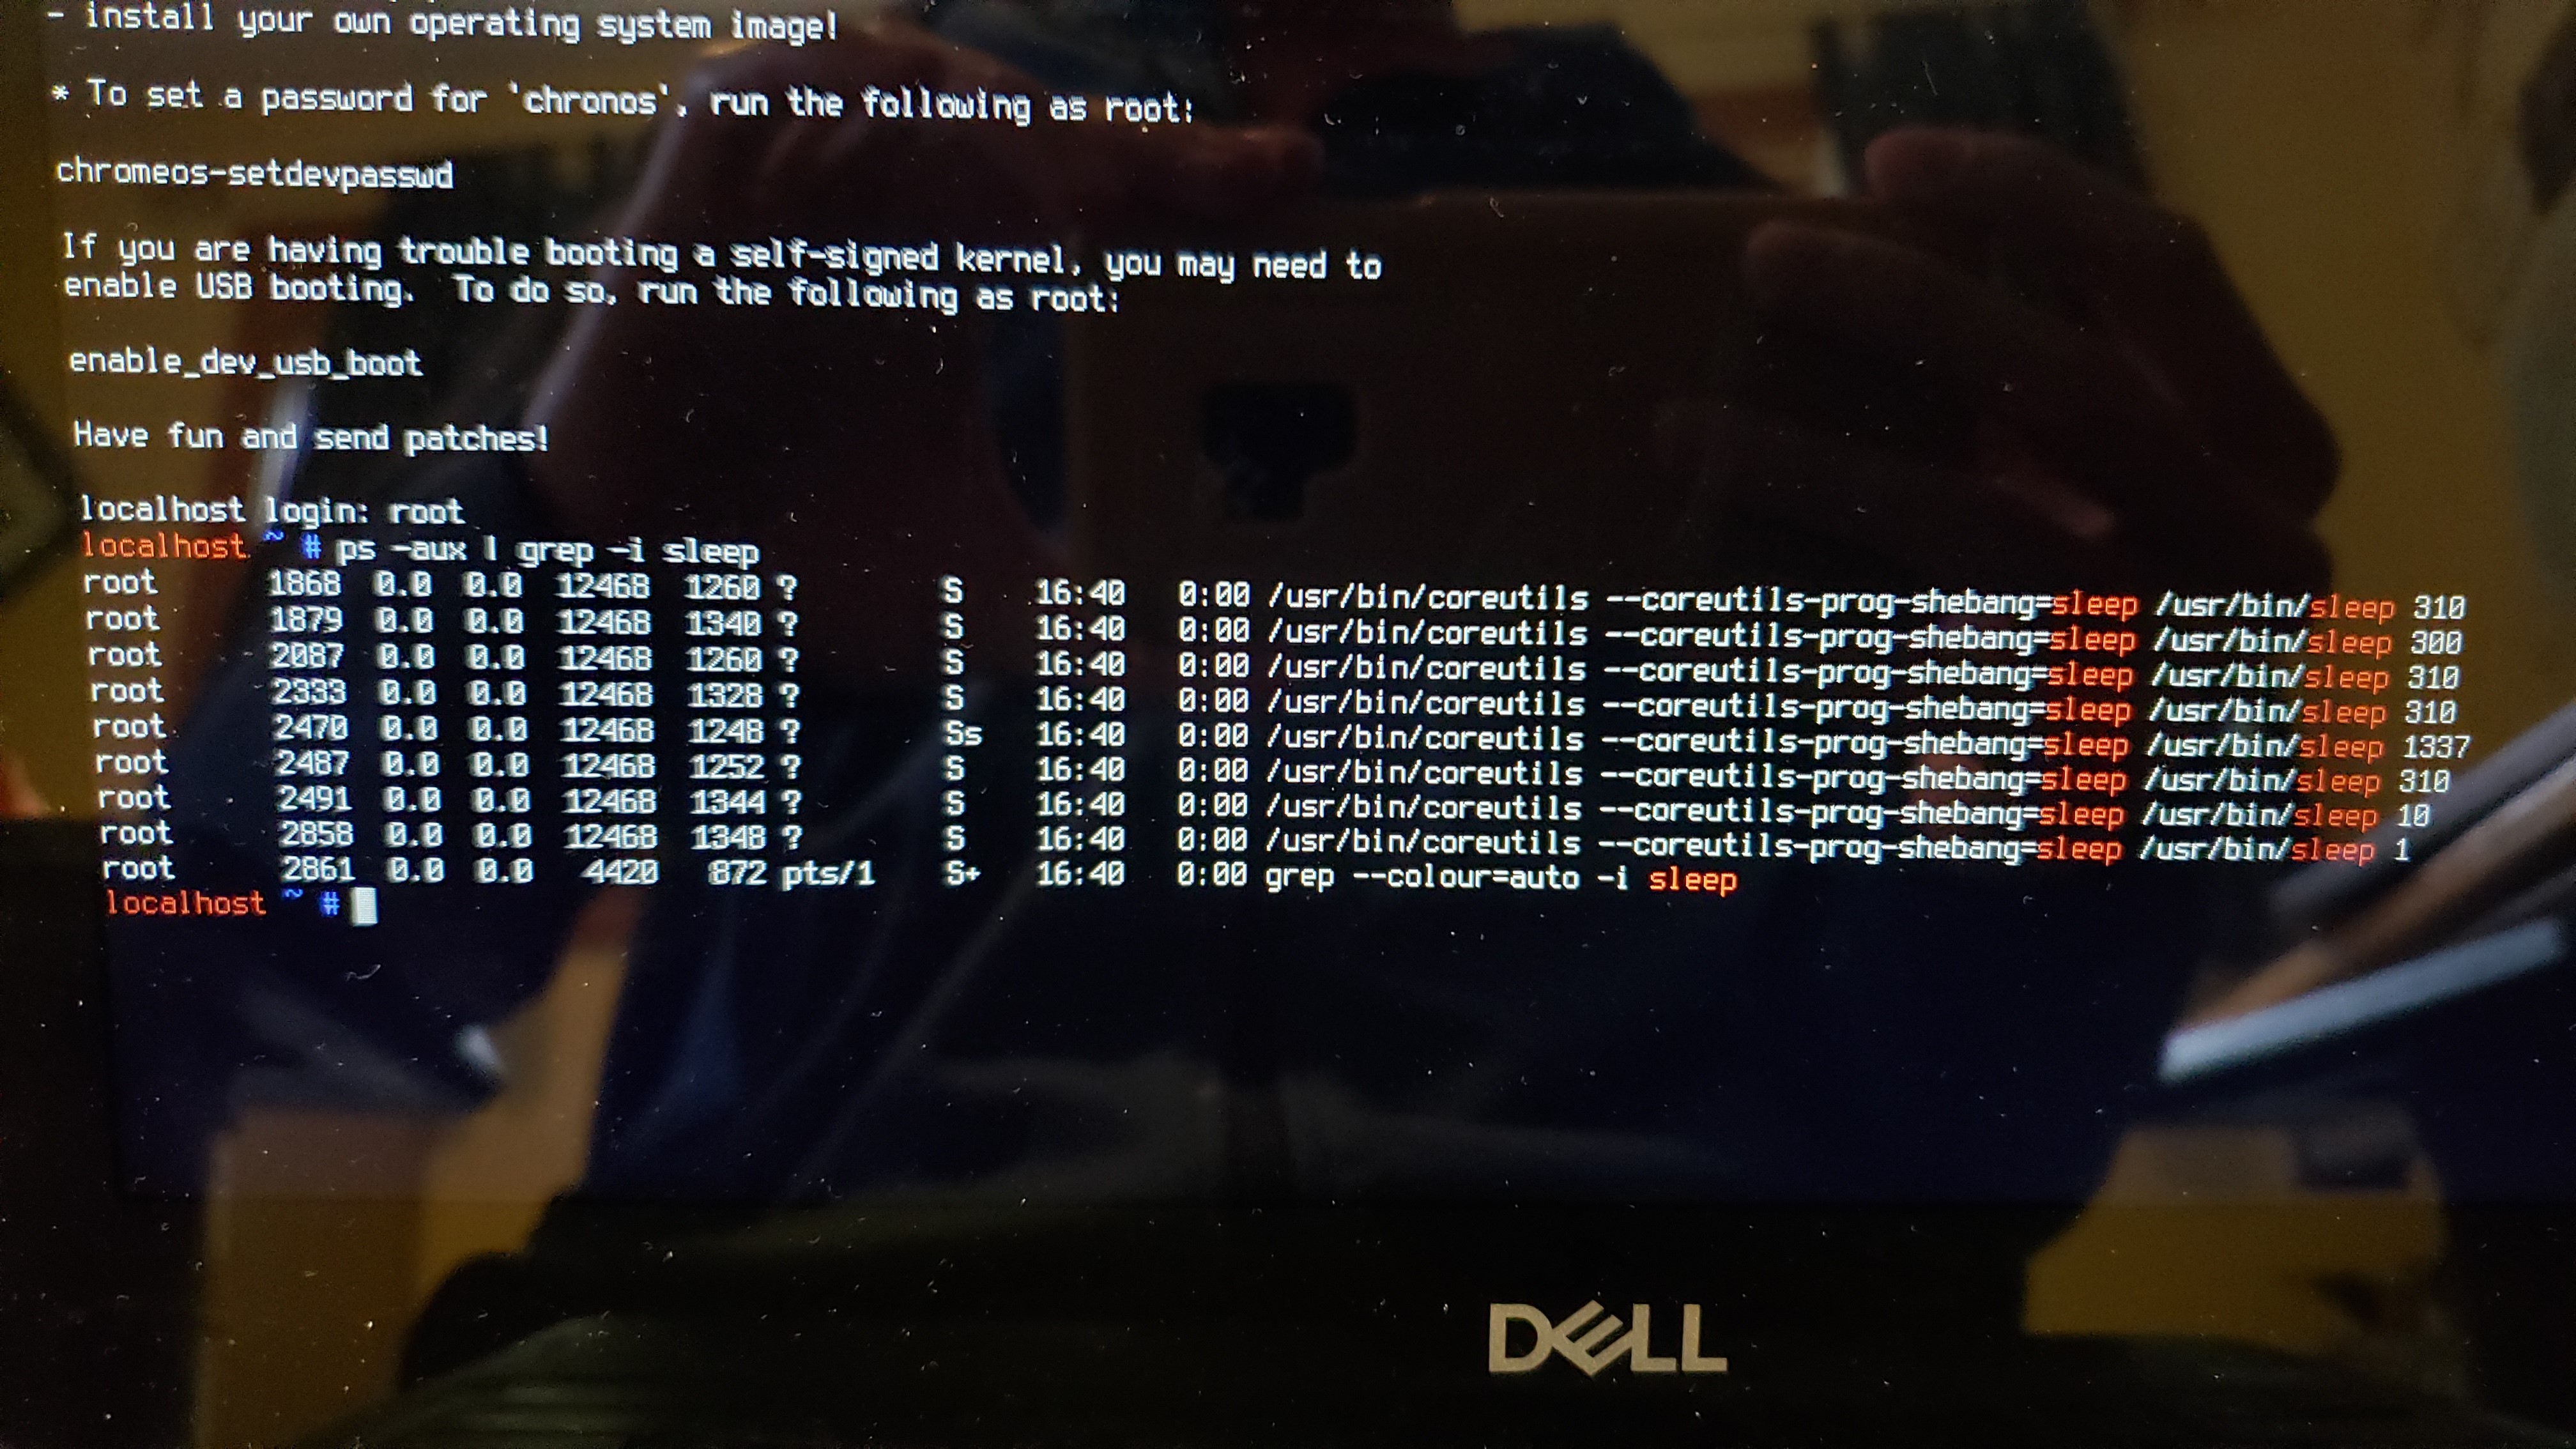 - install your own operating system image!
* To set a password for 'chronos', run the following as root:
chromeos-setdevpasswd
If you are having trouble booting a self-signed kernel, you may need to
enable USB booting.  To do so, run the following as root:
enable_dev_usb_boot
Have fun and send patches!
localhost login: root
localhost ~ # ps -aux | grep -i sleep
root 1868 0.0 0.0 12468 1260 ? S 16:40 0:00 /usr/bin/coreutils --coreutils-prog-shebang=sleep /usr/bin/sleep 310
root 1879 0.0 0.0 12468 1340 ? S 16:40 0:00 /usr/bin/coreutils --coreutils-prog-shebang=sleep /usr/bin/sleep 300
root 2087 0.0 0.0 12468 1260 ? S 16:40 0:00 /usr/bin/coreutils --coreutils-prog-shebang=sleep /usr/bin/sleep 310
root 2333 0.0 0.0 12468 1328 ? S 16:40 0:00 /usr/bin/coreutils --coreutils-prog-shebang=sleep /usr/bin/sleep 310
root 2470 0.0 0.0 12468 1248 ? Ss 16:40 0:00 /usr/bin/coreutils --coreutils-prog-shebang=sleep /usr/bin/sleep 1337
root 2487 0.0 0.0 12468 1252 ? S 16:40 0:00 /usr/bin/coreutils --coreutils-prog-shebang=sleep /usr/bin/sleep 310
root 2491 0.0 0.0 12468 1344 ? S 16:40 0:00 /usr/bin/coreutils --coreutils-prog-shebang=sleep /usr/bin/sleep 10
root 2858 0.0 0.0 12468 1348 ? S 16:40 0:00 /usr/bin/coreutils --coreutils-prog-shebang=sleep /usr/bin/sleep 1
root 2861 0.0 0.0 4420 872 pts/1 S+ 16:40 0:00 grep --colour=auto -i sleep
localhost ~ #
DELL